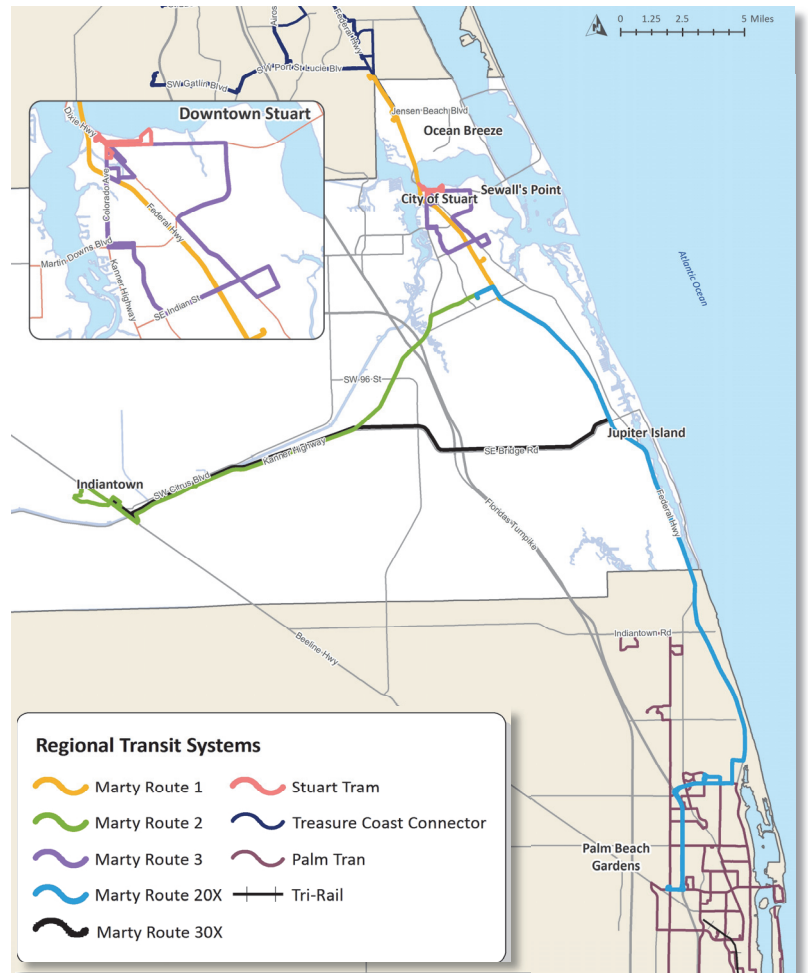 0 1.25 2.5 5 Miles
Federal Hwy
SW Port St Lucie Blv
SW Gatlin Blvd
Jensen Beach Blvd
Ocean Breeze
Sewall's Point
City of Stuart
Downtown Stuart
Dixie Hwy
Colorado Ave
Federal Hwy
Martin Downs Blvd
Kanner Highway
SE Indian St
Atlantic Ocean
SW 96 St
Jupiter Island
Kanner Highway
SE Bridge Rd
Indiantown
SW Citrus Blvd
Floridas Turnpike
Federal Hwy
Indiantown Rd
Beeline Hwy
Palm Beach
Gardens
Regional Transit Systems
Marty Route 1
Marty Route 2
Marty Route 3
Marty Route 20X
Marty Route 30X
Stuart Tram
Treasure Coast Connector
Palm Tran
Tri-Rail